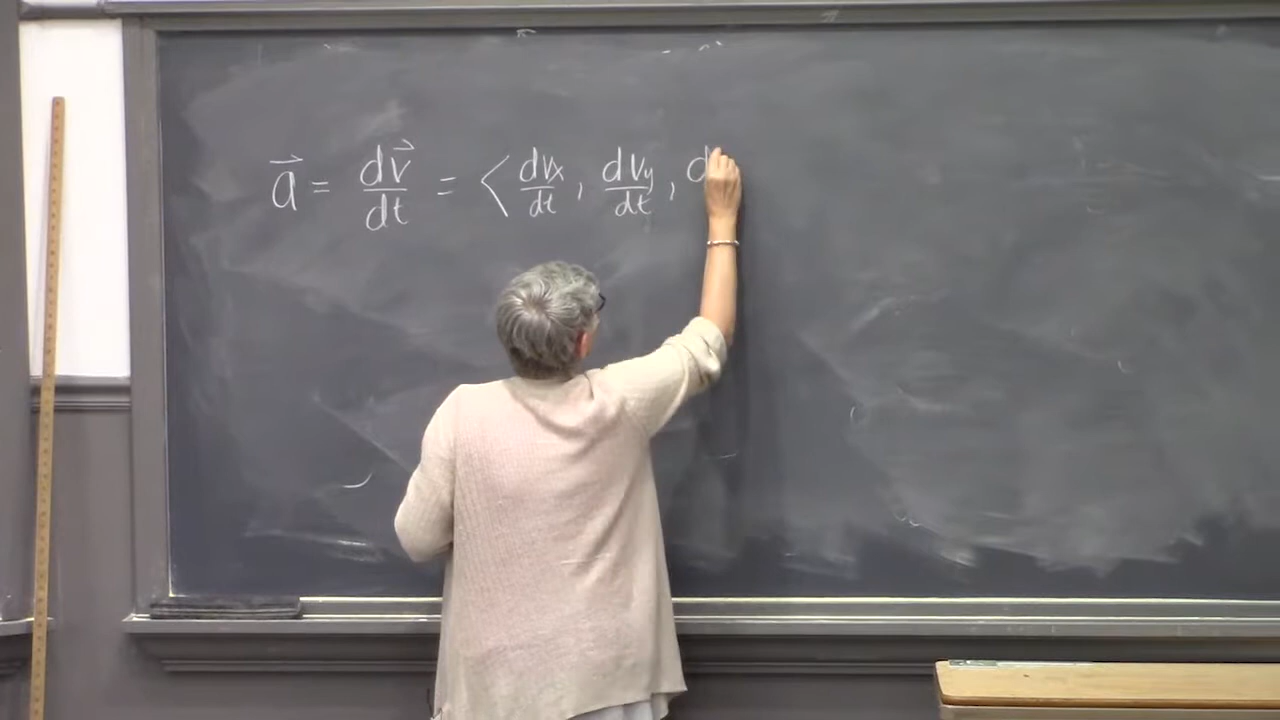 a⃗ = dv⃗/dt = < dvx/dt , dvy/dt , d